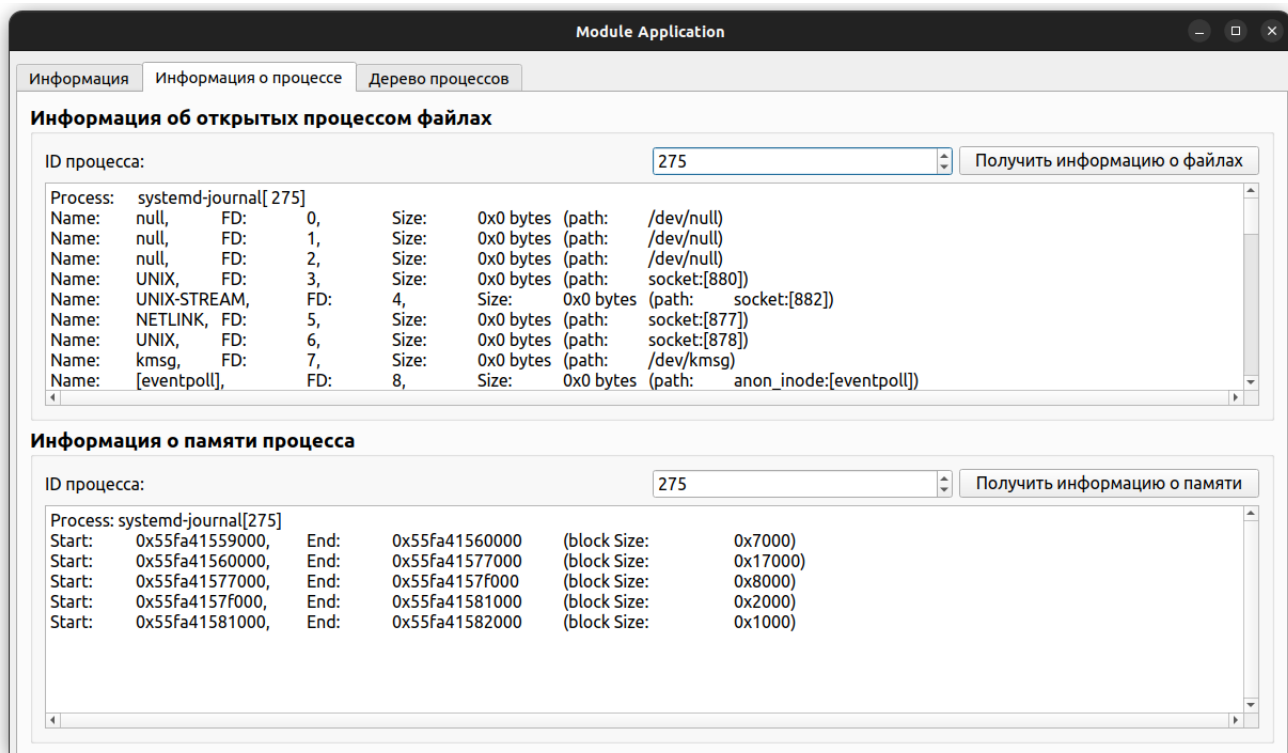 Module Application
Информация Информация о процессе Дерево процессов
Информация об открытых процессом файлах
ID процесса: 275 Получить информацию о файлах
Process: systemd-journal[ 275]
Name: null, FD: 0, Size: 0x0 bytes (path: /dev/null)
Name: null, FD: 1, Size: 0x0 bytes (path: /dev/null)
Name: null, FD: 2, Size: 0x0 bytes (path: /dev/null)
Name: UNIX, FD: 3, Size: 0x0 bytes (path: socket:[880])
Name: UNIX-STREAM, FD: 4, Size: 0x0 bytes (path: socket:[882])
Name: NETLINK, FD: 5, Size: 0x0 bytes (path: socket:[877])
Name: UNIX, FD: 6, Size: 0x0 bytes (path: socket:[878])
Name: kmsg, FD: 7, Size: 0x0 bytes (path: /dev/kmsg)
Name: [eventpoll], FD: 8, Size: 0x0 bytes (path: anon_inode:[eventpoll])
Информация о памяти процесса
ID процесса: 275 Получить информацию о памяти
Process: systemd-journal[275]
Start: 0x55fa41559000, End: 0x55fa41560000 (block Size: 0x7000)
Start: 0x55fa41560000, End: 0x55fa41577000 (block Size: 0x17000)
Start: 0x55fa41577000, End: 0x55fa4157f000 (block Size: 0x8000)
Start: 0x55fa4157f000, End: 0x55fa41581000 (block Size: 0x2000)
Start: 0x55fa41581000, End: 0x55fa41582000 (block Size: 0x1000)